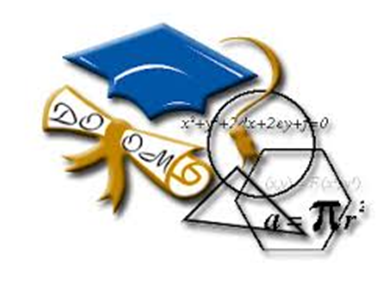 DO OM
x²+y²+2dx+2ey+f=0
a = πr²